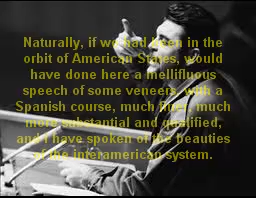 Naturally, if we had been in the
orbit of American States, would
have done here a mellifluous
speech of some veneers, with a
Spanish course, much finer, much
more substantial and qualified,
and I have spoken of the beauties
of the interamerican system.